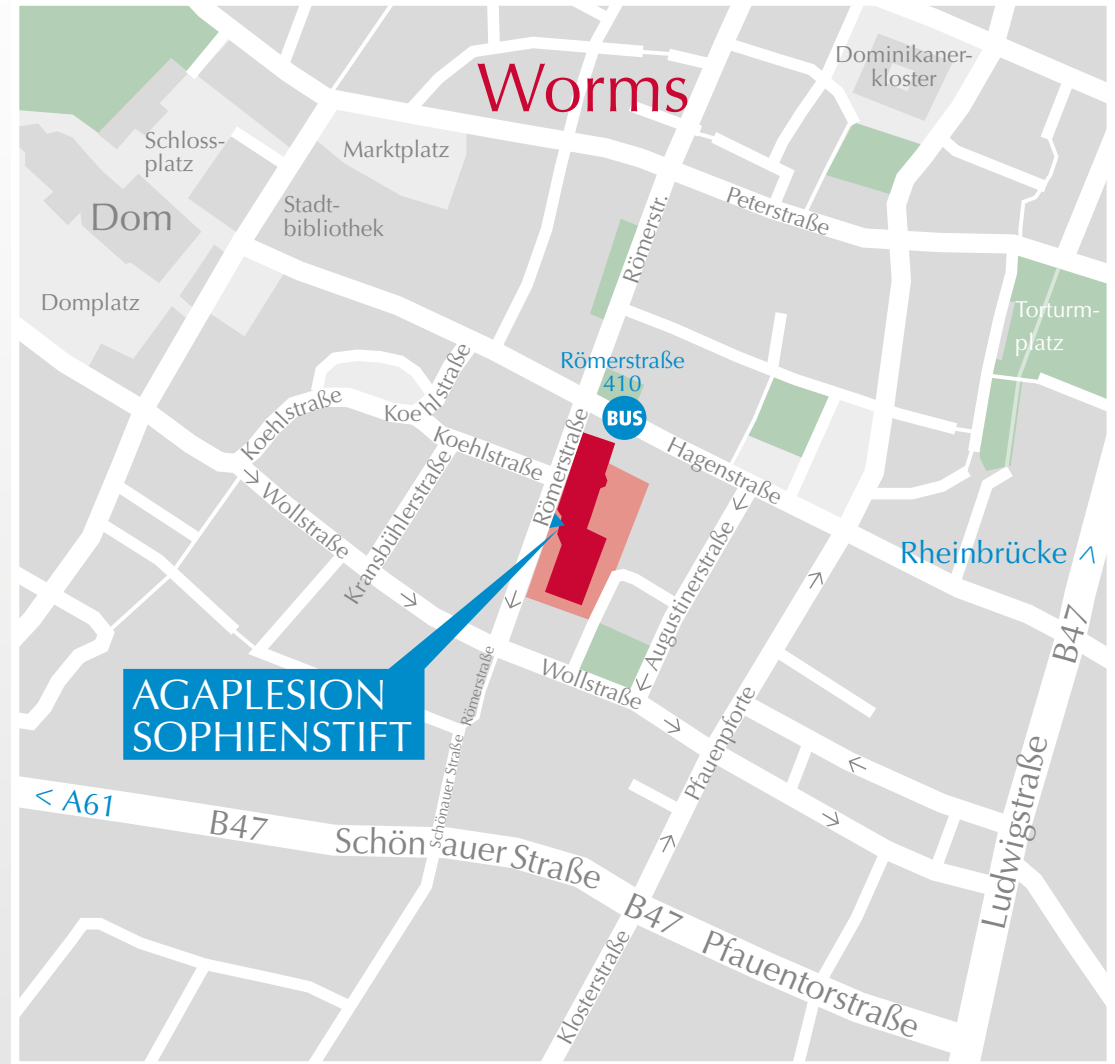 Worms
Dominikaner-
kloster
Schloss-
platz
Marktplatz
Dom
Stadt-
bibliothek
Peterstraße
Römerstr.
Domplatz
Torturm-
platz
Römerstraße
410
BUS
Koehlstraße
Koehlstraße
Koehlstraße
Römerstraße
Hagenstraße
Wollstraße
Kransbühlerstraße
Augustinerstraße
Rheinbrücke >
B47
Wollstraße
Römerstraße
AGAPLESION
SOPHIENSTIFT
Pfauenpforte
Schönauer Straße
Ludwigstraße
< A61
B47
Schönauer Straße
B47
Pfauentorstraße
Klosterstraße